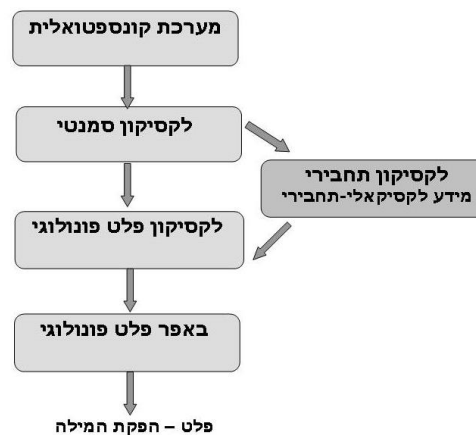 מערכת קונספטואלית
לקסיקון סמנטי
לקסיקון תחבירי
מידע לקסיקאלי-תחבירי
לקסיקון פלט פונולוגי
באפר פלט פונולוגי
פלט – הפקת המילה